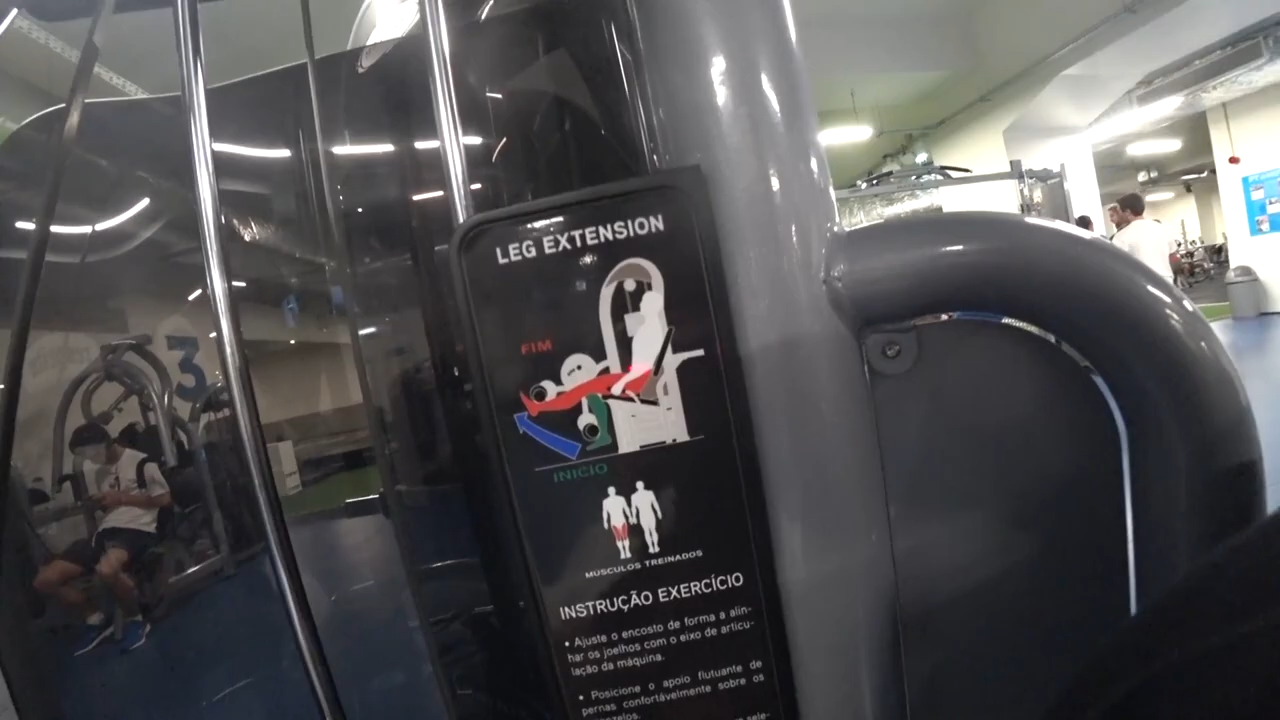 LEG EXTENSION
FIM
INICIO
MÚSCULOS TREINADOS
INSTRUÇÃO EXERCÍCIO
• Ajuste o encosto de forma a alin-
har os joelhos com o eixo de articu-
lação da máquina.
• Posicione o apoio flutuante de
pernas confortávelmente sobre os
3